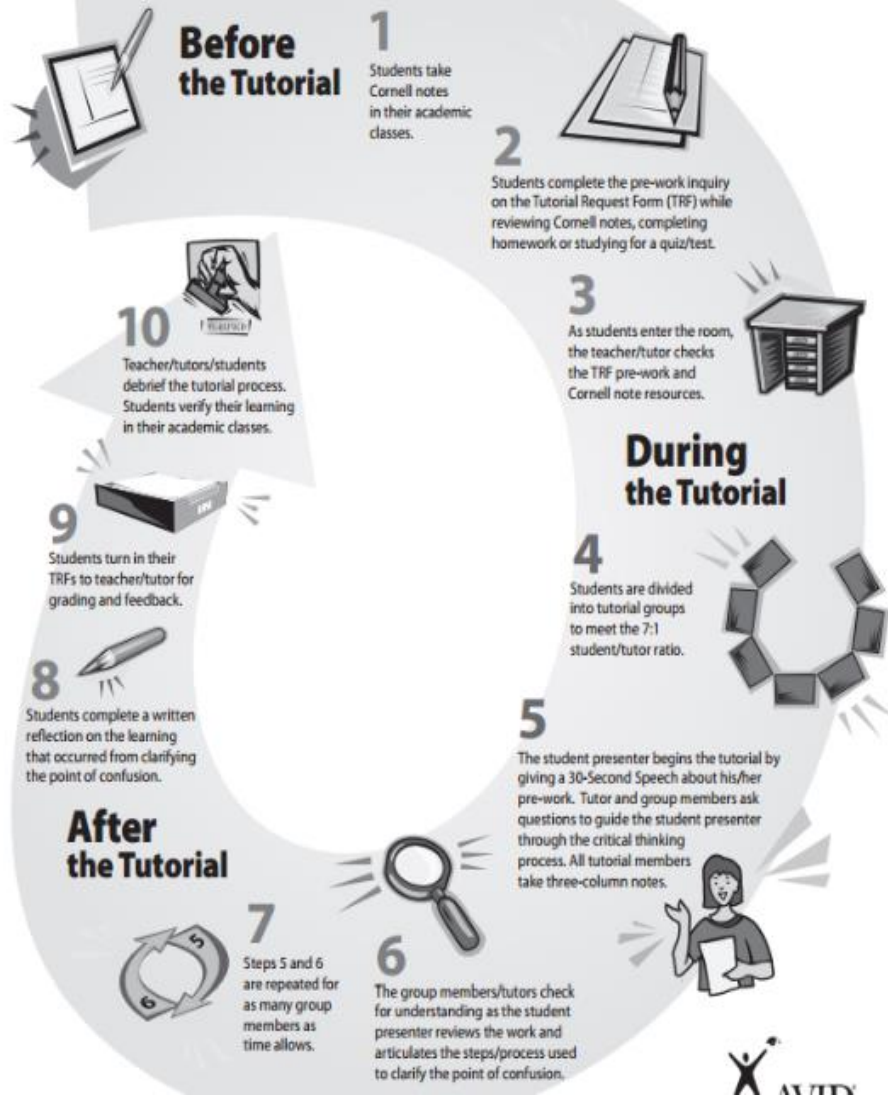 Before
the Tutorial
1
Students take
Cornell notes
in their academic
classes.
2
Students complete the pre-work inquiry
on the Tutorial Request Form (TRF) while
reviewing Cornell notes, completing
homework or studying for a quiz/test.
3
As students enter the room,
the teacher/tutor checks
the TRF pre-work and
Cornell note resources.
During
the Tutorial
4
Students are divided
into tutorial groups
to meet the 7:1
student/tutor ratio.
5
The student presenter begins the tutorial by
giving a 30-Second Speech about his/her
pre-work. Tutor and group members ask
questions to guide the student presenter
through the critical thinking
process. All tutorial members
take three-column notes.
6
The group members/tutors check
for understanding as the student
presenter reviews the work and
articulates the steps/process used
to clarify the point of confusion.
7
Steps 5 and 6
are repeated for
as many group
members as
time allows.
5
6
After
the Tutorial
8
Students complete a written
reflection on the learning
that occurred from clarifying
the point of confusion.
9
Students turn in their
TRFs to teacher/tutor for
grading and feedback.
10
Teacher/tutors/students
debrief the tutorial process.
Students verify their learning
in their academic classes.
AVID